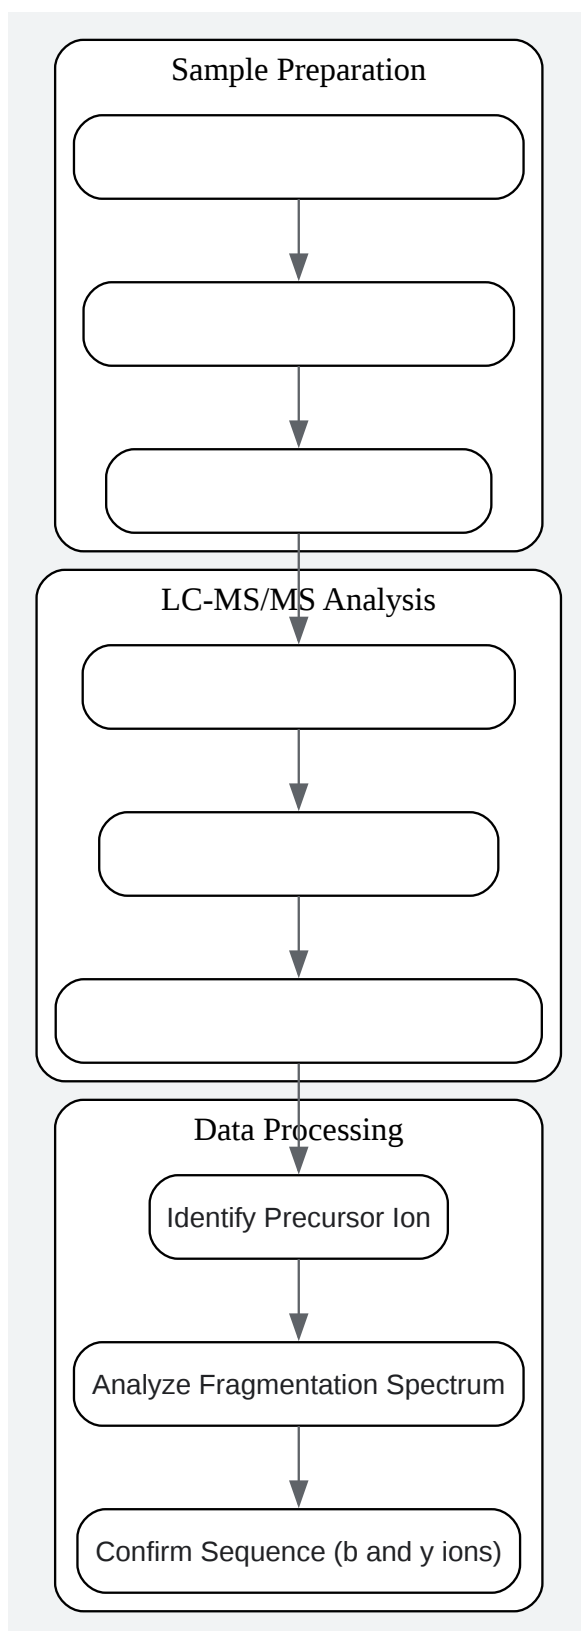 Sample Preparation
LC-MS/MS Analysis
Data Processing
Identify Precursor Ion
Analyze Fragmentation Spectrum
Confirm Sequence (b and y ions)